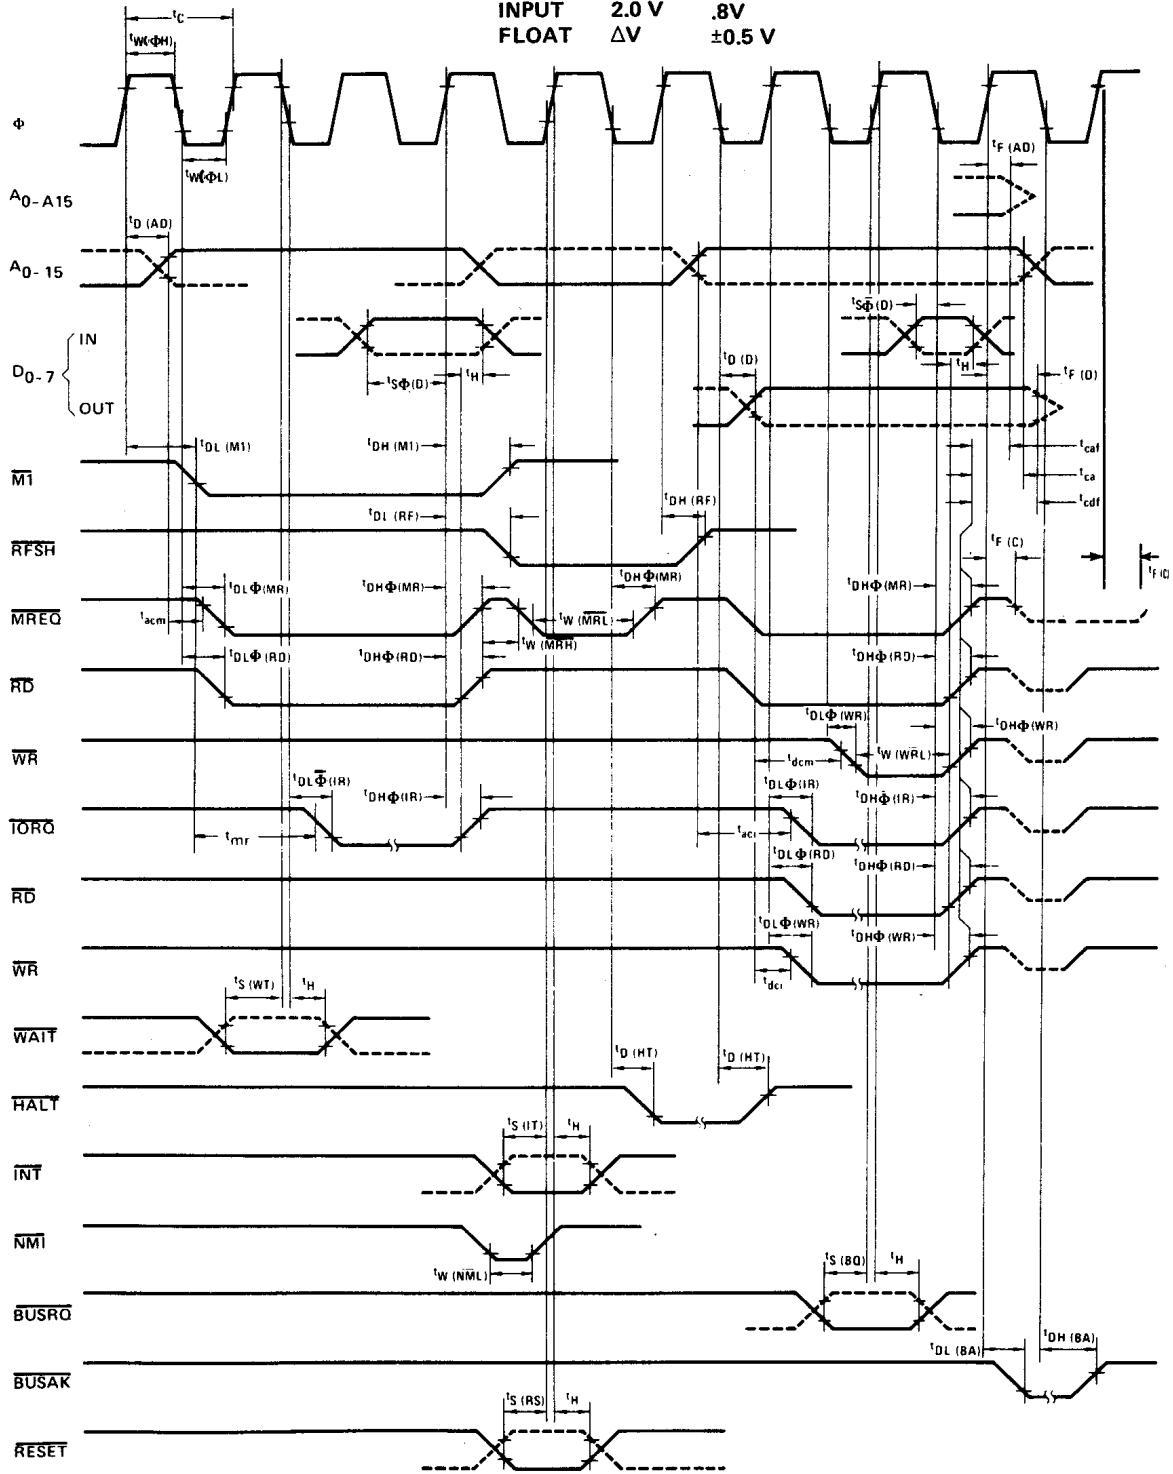 INPUT 2.0 V .8V
FLOAT ΔV ±0.5 V
tC
tW(ΦH)
Φ
tW(ΦL)
tF (AD)
A0-A15
tD (AD)
A0-15
IN
tSΦ̄(D)
D0-7
tSΦ(D)
tH
tD (D)
tH
tF (D)
OUT
tDL (M1)
tDH (M1)
tcaf
M1
tca
tDL (RF)
tDH (RF)
tcdf
RFSH
tF (C)
tDLΦ(MR)
tDHΦ(MR)
tDHΦ(MR)
tDHΦ(MR)
tF(C)
MREQ
tacm
tW (MRL)
tW (MRH)
tDLΦ(RD)
tDHΦ(RD)
tDHΦ(RD)
RD
tDLΦ(WR)
tDHΦ(WR)
WR
tdcm
tW(WRL)
tDLΦ̄(IR)
tDHΦ(IR)
tDLΦ(IR)
tDHΦ̄(IR)
IORQ
tmr
taci
tDLΦ(RD)
tDHΦ(RD)
RD
tDLΦ(WR)
tDHΦ(WR)
WR
tdci
tS (WT)
tH
WAIT
tD (HT)
tD (HT)
HALT
tS (IT)
tH
INT
NMI
tW(NML)
tS (BQ)
tH
BUSRQ
tDL (BA)
tDH (BA)
BUSAK
tS (RS)
tH
RESET